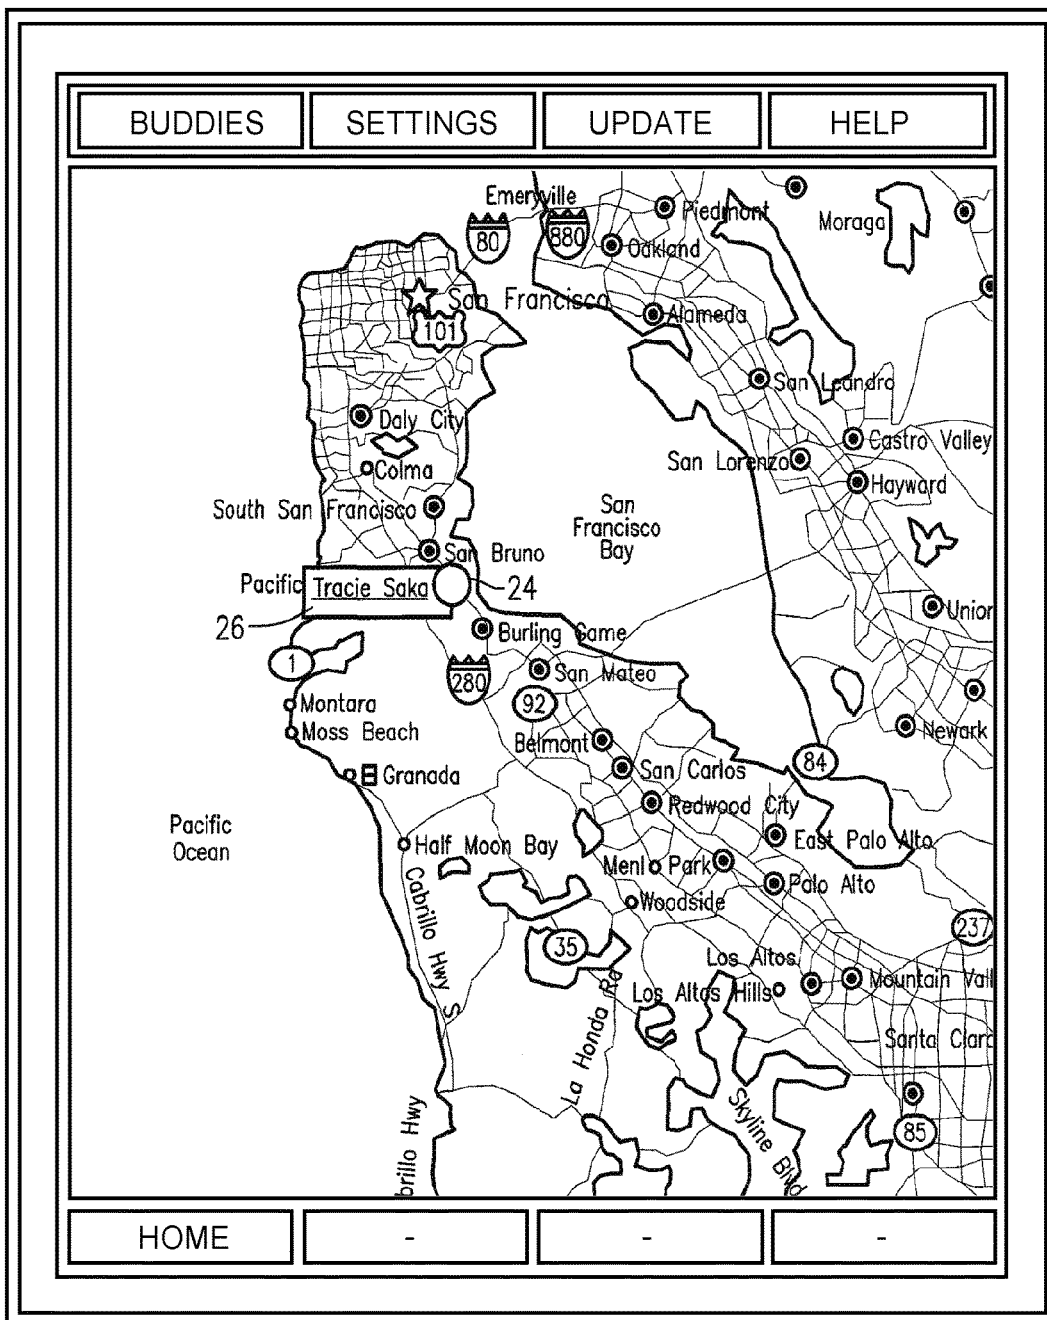 BUDDIES
SETTINGS
UPDATE
HELP
Emeryville
Piedmont
Moraga
80
880
Oakland
San Francisco
Alameda
101
San Leandro
Daly City
Castro Valley
San Lorenzo
Colma
Hayward
South San Francisco
San
Francisco
Bay
San Bruno
Pacific
Tracie Saka
24
26
Union
Burling Game
1
280
San Mateo
92
Montara
Moss Beach
Newark
Belmont
84
San Carlos
Granada
Redwood City
Pacific
Ocean
Half Moon Bay
East Palo Alto
Menl Park
Palo Alto
Woodside
Cabrillo Hwy S
237
35
Los Altos
Mountain Vall
Los Altos Hills
La Honda Rd
Santa Clara
Skyline Blvd
85
brillo Hwy
HOME
-
-
-